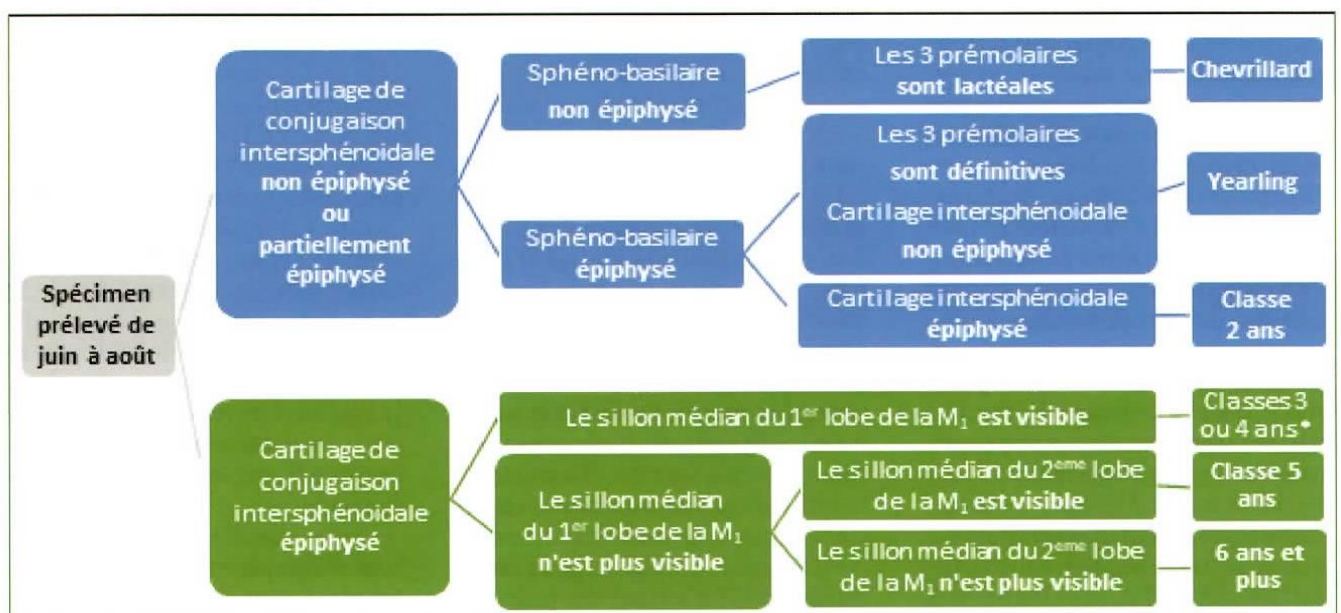 Spécimen
prélevé de
juin à août
Cartilage de
conjugaison
intersphénoidale
non épiphysé
ou
partiellement
épiphysé
Sphéno-basilaire
non épiphysé
Les 3 prémolaires
sont lactéales
Chevrillard
Sphéno-basilaire
épiphysé
Les 3 prémolaires
sont définitives
Cartilage intersphénoidale
non épiphysé
Yearling
Cartilage intersphénoidale
épiphysé
Classe
2 ans
Cartilage de
conjugaison
intersphénoidale
épiphysé
Le sillon médian du 1er lobe de la M1 est visible
Classes 3
ou 4 ans*
Le sillon médian
du 1er lobe de la M1
n'est plus visible
Le sillon médian du 2eme lobe
de la M1 est visible
Classe 5
ans
Le sillon médian du 2eme lobe
de la M1 n'est plus visible
6 ans et
plus